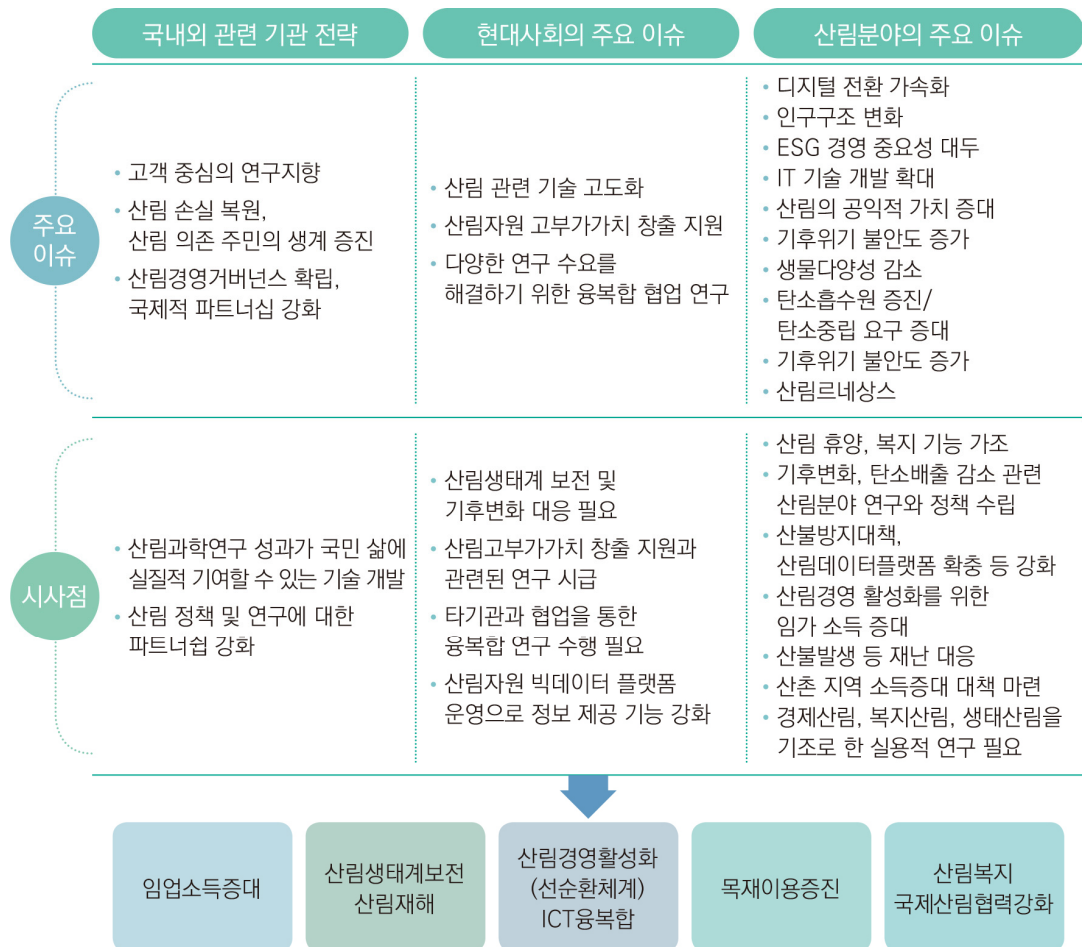 국내외 관련 기관 전략
현대사회의 주요 이슈
산림분야의 주요 이슈
주요
이슈
• 고객 중심의 연구지향
• 산림 손실 복원,
산림 의존 주민의 생계 증진
• 산림경영거버넌스 확립,
국제적 파트너십 강화
• 산림 관련 기술 고도화
• 산림자원 고부가가치 창출 지원
• 다양한 연구 수요를
해결하기 위한 융복합 협업 연구
• 디지털 전환 가속화
• 인구구조 변화
• ESG 경영 중요성 대두
• IT 기술 개발 확대
• 산림의 공익적 가치 증대
• 기후위기 불안도 증가
• 생물다양성 감소
• 탄소흡수원 증진/
탄소중립 요구 증대
• 기후위기 불안도 증가
• 산림르네상스
시사점
• 산림과학연구 성과가 국민 삶에
실질적 기여할 수 있는 기술 개발
• 산림 정책 및 연구에 대한
파트너쉽 강화
• 산림생태계 보전 및
기후변화 대응 필요
• 산림고부가가치 창출 지원과
관련된 연구 시급
• 타기관과 협업을 통한
융복합 연구 수행 필요
• 산림자원 빅데이터 플랫폼
운영으로 정보 제공 기능 강화
• 산림 휴양, 복지 기능 가조
• 기후변화, 탄소배출 감소 관련
산림분야 연구와 정책 수립
• 산불방지대책,
산림데이터플랫폼 확충 등 강화
• 산림경영 활성화를 위한
임가 소득 증대
• 산불발생 등 재난 대응
• 산촌 지역 소득증대 대책 마련
• 경제산림, 복지산림, 생태산림을
기조로 한 실용적 연구 필요
임업소득증대
산림생태계보전
산림재해
산림경영활성화
(선순환체계)
ICT융복합
목재이용증진
산림복지
국제산림협력강화